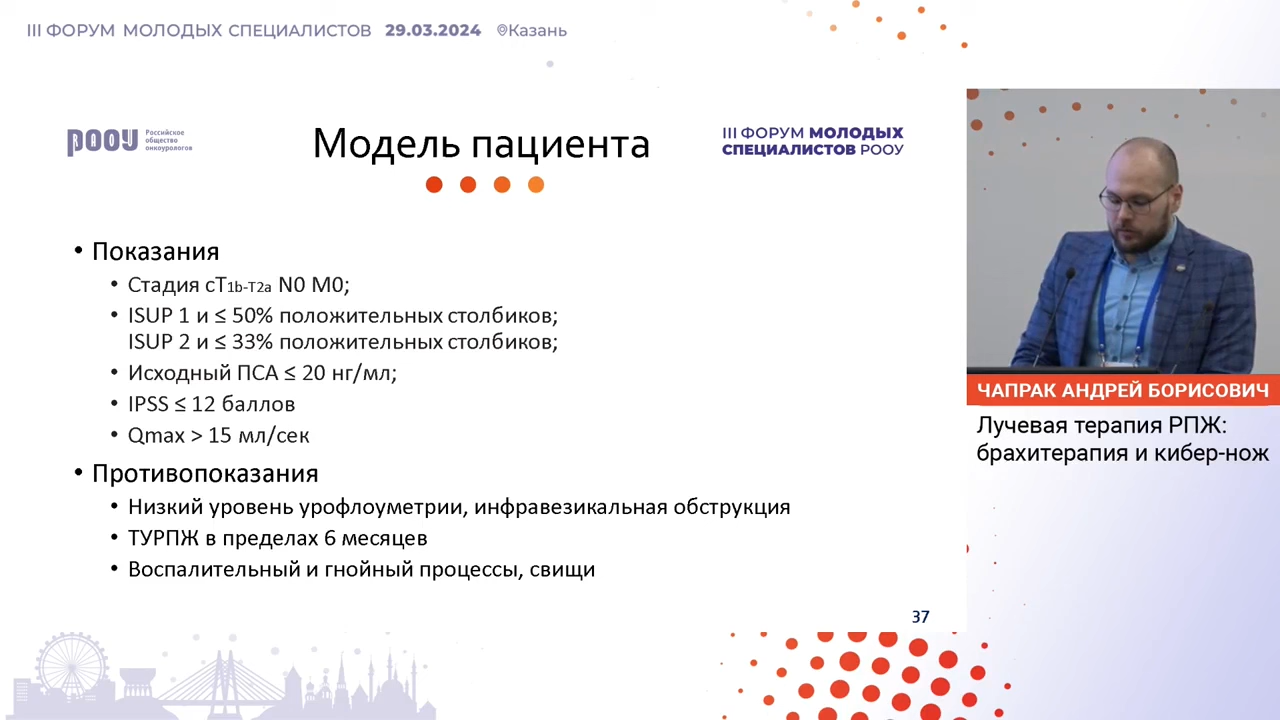 III ФОРУМ МОЛОДЫХ СПЕЦИАЛИСТОВ 29.03.2024 Казань
РООУ
Российское
общество
онкоурологов
Модель пациента
III ФОРУМ МОЛОДЫХ
СПЕЦИАЛИСТОВ РООУ
• Показания
• Стадия cT1b-T2a N0 M0;
• ISUP 1 и ≤ 50% положительных столбиков;
ISUP 2 и ≤ 33% положительных столбиков;
• Исходный ПСА ≤ 20 нг/мл;
• IPSS ≤ 12 баллов
• Qmax > 15 мл/сек
• Противопоказания
• Низкий уровень урофлоуметрии, инфравезикальная обструкция
• ТУРПЖ в пределах 6 месяцев
• Воспалительный и гнойный процессы, свищи
37
ЧАПРАК АНДРЕЙ БОРИСОВИЧ
Лучевая терапия РПЖ:
брахитерапия и кибер-нож